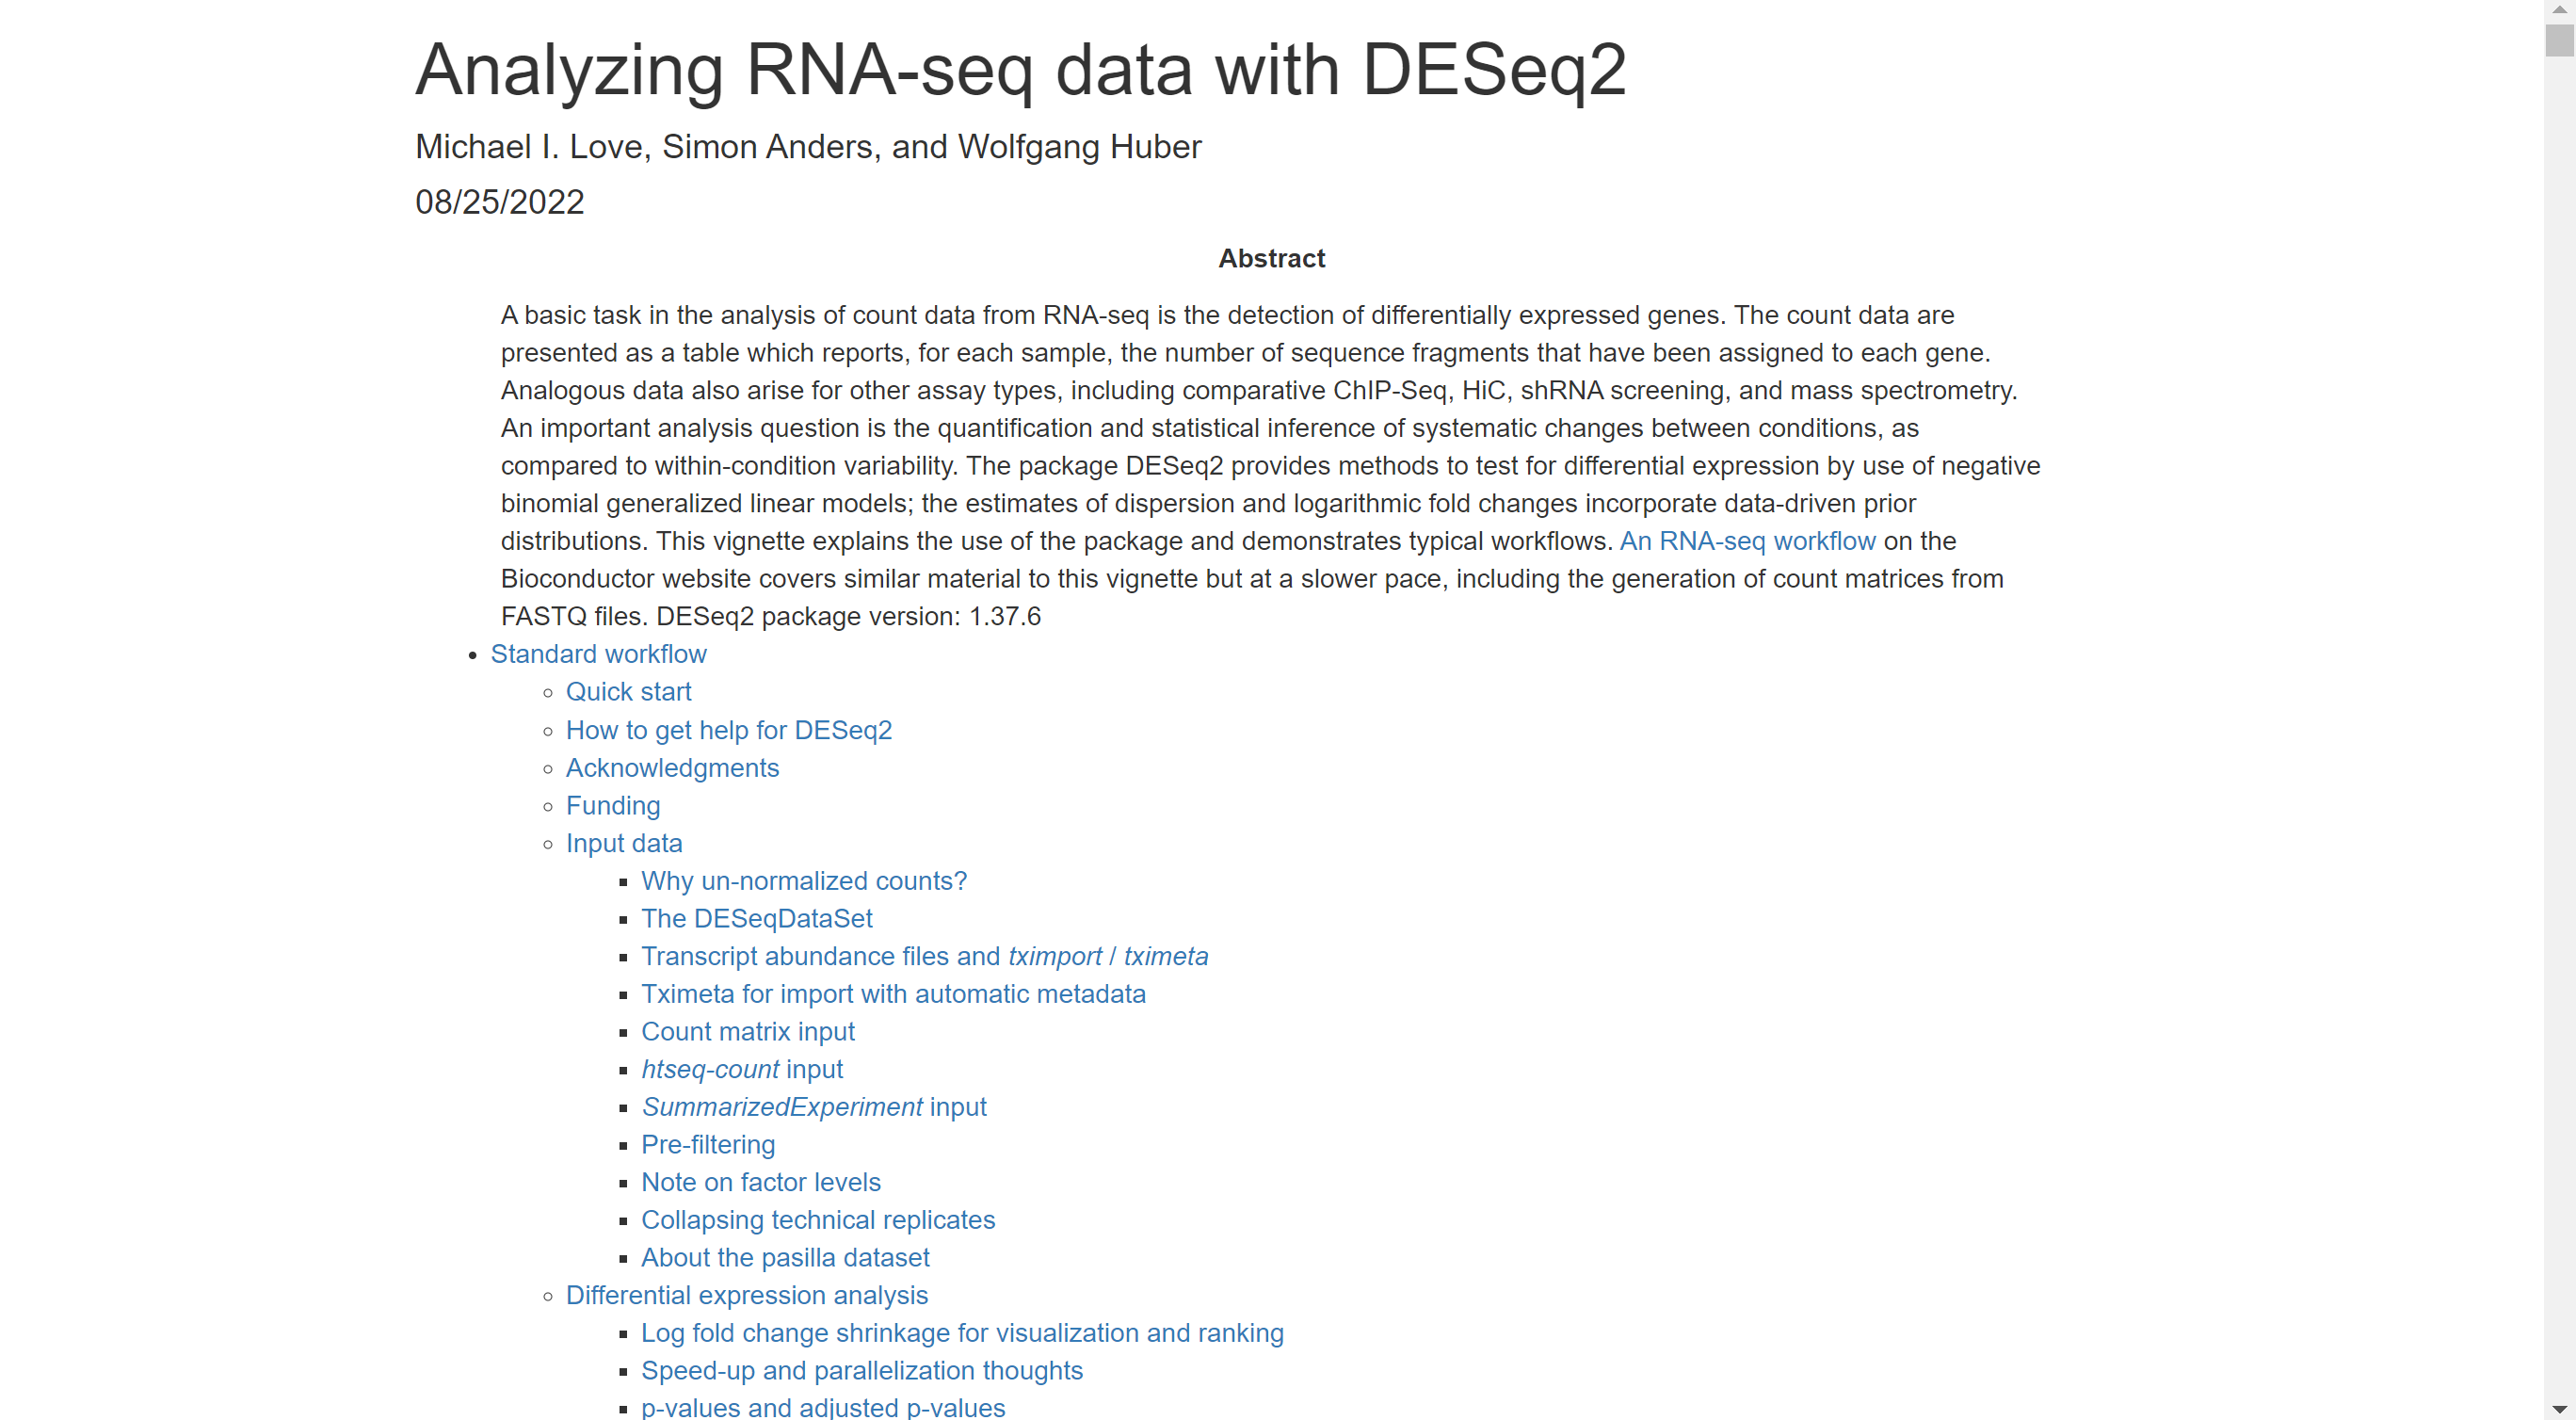 Analyzing RNA-seq data with DESeq2
Michael I. Love, Simon Anders, and Wolfgang Huber
08/25/2022
Abstract
A basic task in the analysis of count data from RNA-seq is the detection of differentially expressed genes. The count data are
presented as a table which reports, for each sample, the number of sequence fragments that have been assigned to each gene.
Analogous data also arise for other assay types, including comparative ChIP-Seq, HiC, shRNA screening, and mass spectrometry.
An important analysis question is the quantification and statistical inference of systematic changes between conditions, as
compared to within-condition variability. The package DESeq2 provides methods to test for differential expression by use of negative
binomial generalized linear models; the estimates of dispersion and logarithmic fold changes incorporate data-driven prior
distributions. This vignette explains the use of the package and demonstrates typical workflows. An RNA-seq workflow on the
Bioconductor website covers similar material to this vignette but at a slower pace, including the generation of count matrices from
FASTQ files. DESeq2 package version: 1.37.6
Standard workflow
Quick start
How to get help for DESeq2
Acknowledgments
Funding
Input data
Why un-normalized counts?
The DESeqDataSet
Transcript abundance files and tximport / tximeta
Tximeta for import with automatic metadata
Count matrix input
htseq-count input
SummarizedExperiment input
Pre-filtering
Note on factor levels
Collapsing technical replicates
About the pasilla dataset
Differential expression analysis
Log fold change shrinkage for visualization and ranking
Speed-up and parallelization thoughts
p-values and adjusted p-values